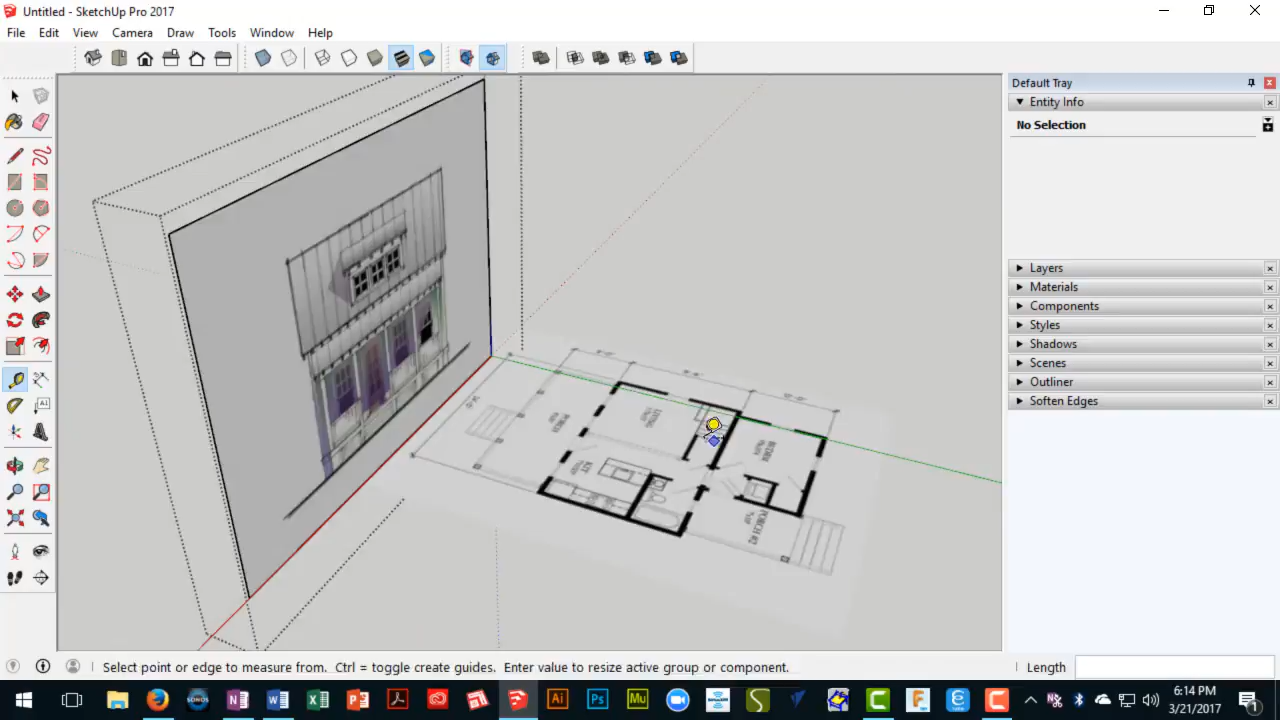 Untitled - SketchUp Pro 2017
File Edit View Camera Draw Tools Window Help
Default Tray
Entity Info
No Selection
Layers
Materials
Components
Styles
Shadows
Scenes
Outliner
Soften Edges
Select point or edge to measure from. Ctrl = toggle create guides. Enter value to resize active group or component.
Length
6:14 PM
3/21/2017